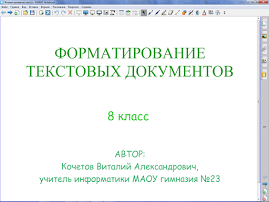 ФОРМАТИРОВАНИЕ
ТЕКСТОВЫХ ДОКУМЕНТОВ
8 класс
АВТОР:
Кочетов Виталий Александрович,
учитель информатики МАОУ гимназия №23